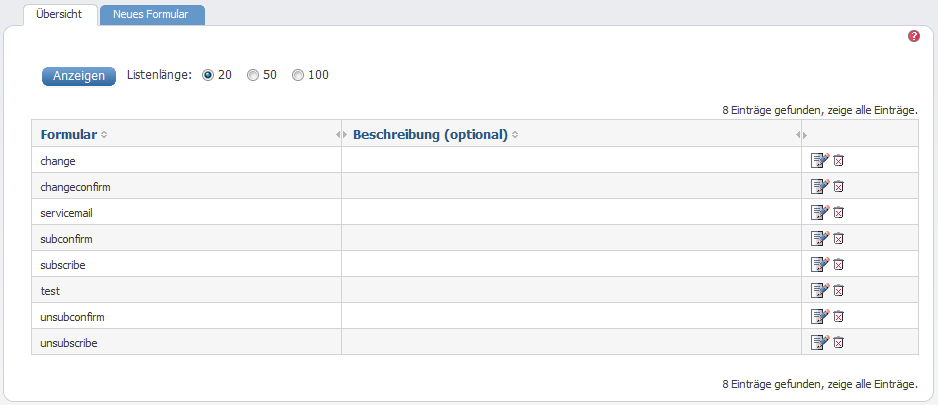 Übersicht Neues Formular
?
Anzeigen Listenlänge: 20 50 100
8 Einträge gefunden, zeige alle Einträge.
Formular Beschreibung (optional)
change
changeconfirm
servicemail
subconfirm
subscribe
test
unsubconfirm
unsubscribe
8 Einträge gefunden, zeige alle Einträge.